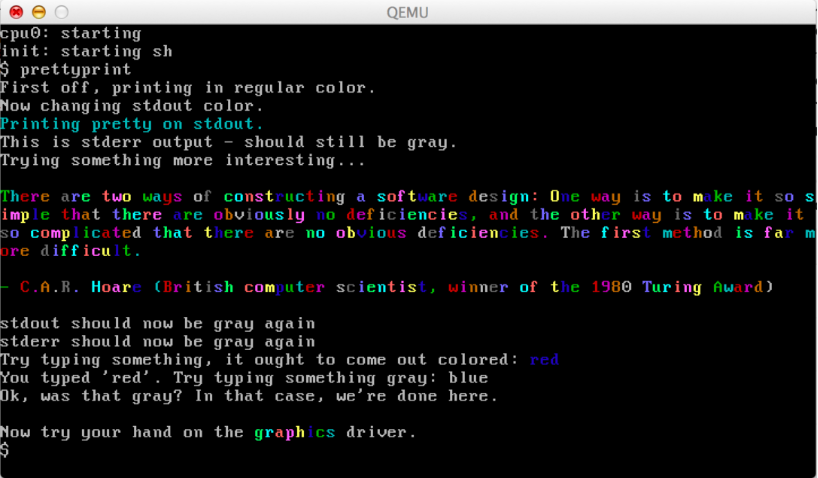 QEMU
cpu0: starting
init: starting sh
$ prettyprint
First off, printing in regular color.
Now changing stdout color.
Printing pretty on stdout.
This is stderr output - should still be gray.
Trying something more interesting...
There are two ways of constructing a software design: One way is to make it so s
imple that there are obviously no deficiencies, and the other way is to make it
so complicated that there are no obvious deficiencies. The first method is far m
ore difficult.
- C.A.R. Hoare (British computer scientist, winner of the 1980 Turing Award)
stdout should now be gray again
stderr should now be gray again
Try typing something, it ought to come out colored: red
You typed 'red'. Try typing something gray: blue
Ok, was that gray? In that case, we're done here.
Now try your hand on the graphics driver.
$